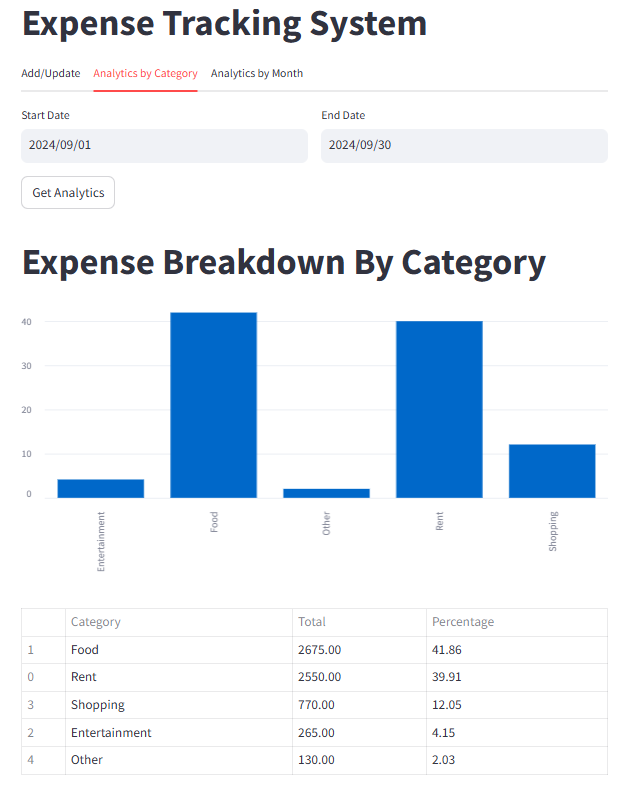 Expense Tracking System
Add/Update Analytics by Category Analytics by Month
Start Date End Date
2024/09/01 2024/09/30
Get Analytics
Expense Breakdown By Category
40
30
20
10
0
Entertainment Food Other Rent Shopping
Category Total Percentage
1 Food 2675.00 41.86
0 Rent 2550.00 39.91
3 Shopping 770.00 12.05
2 Entertainment 265.00 4.15
4 Other 130.00 2.03